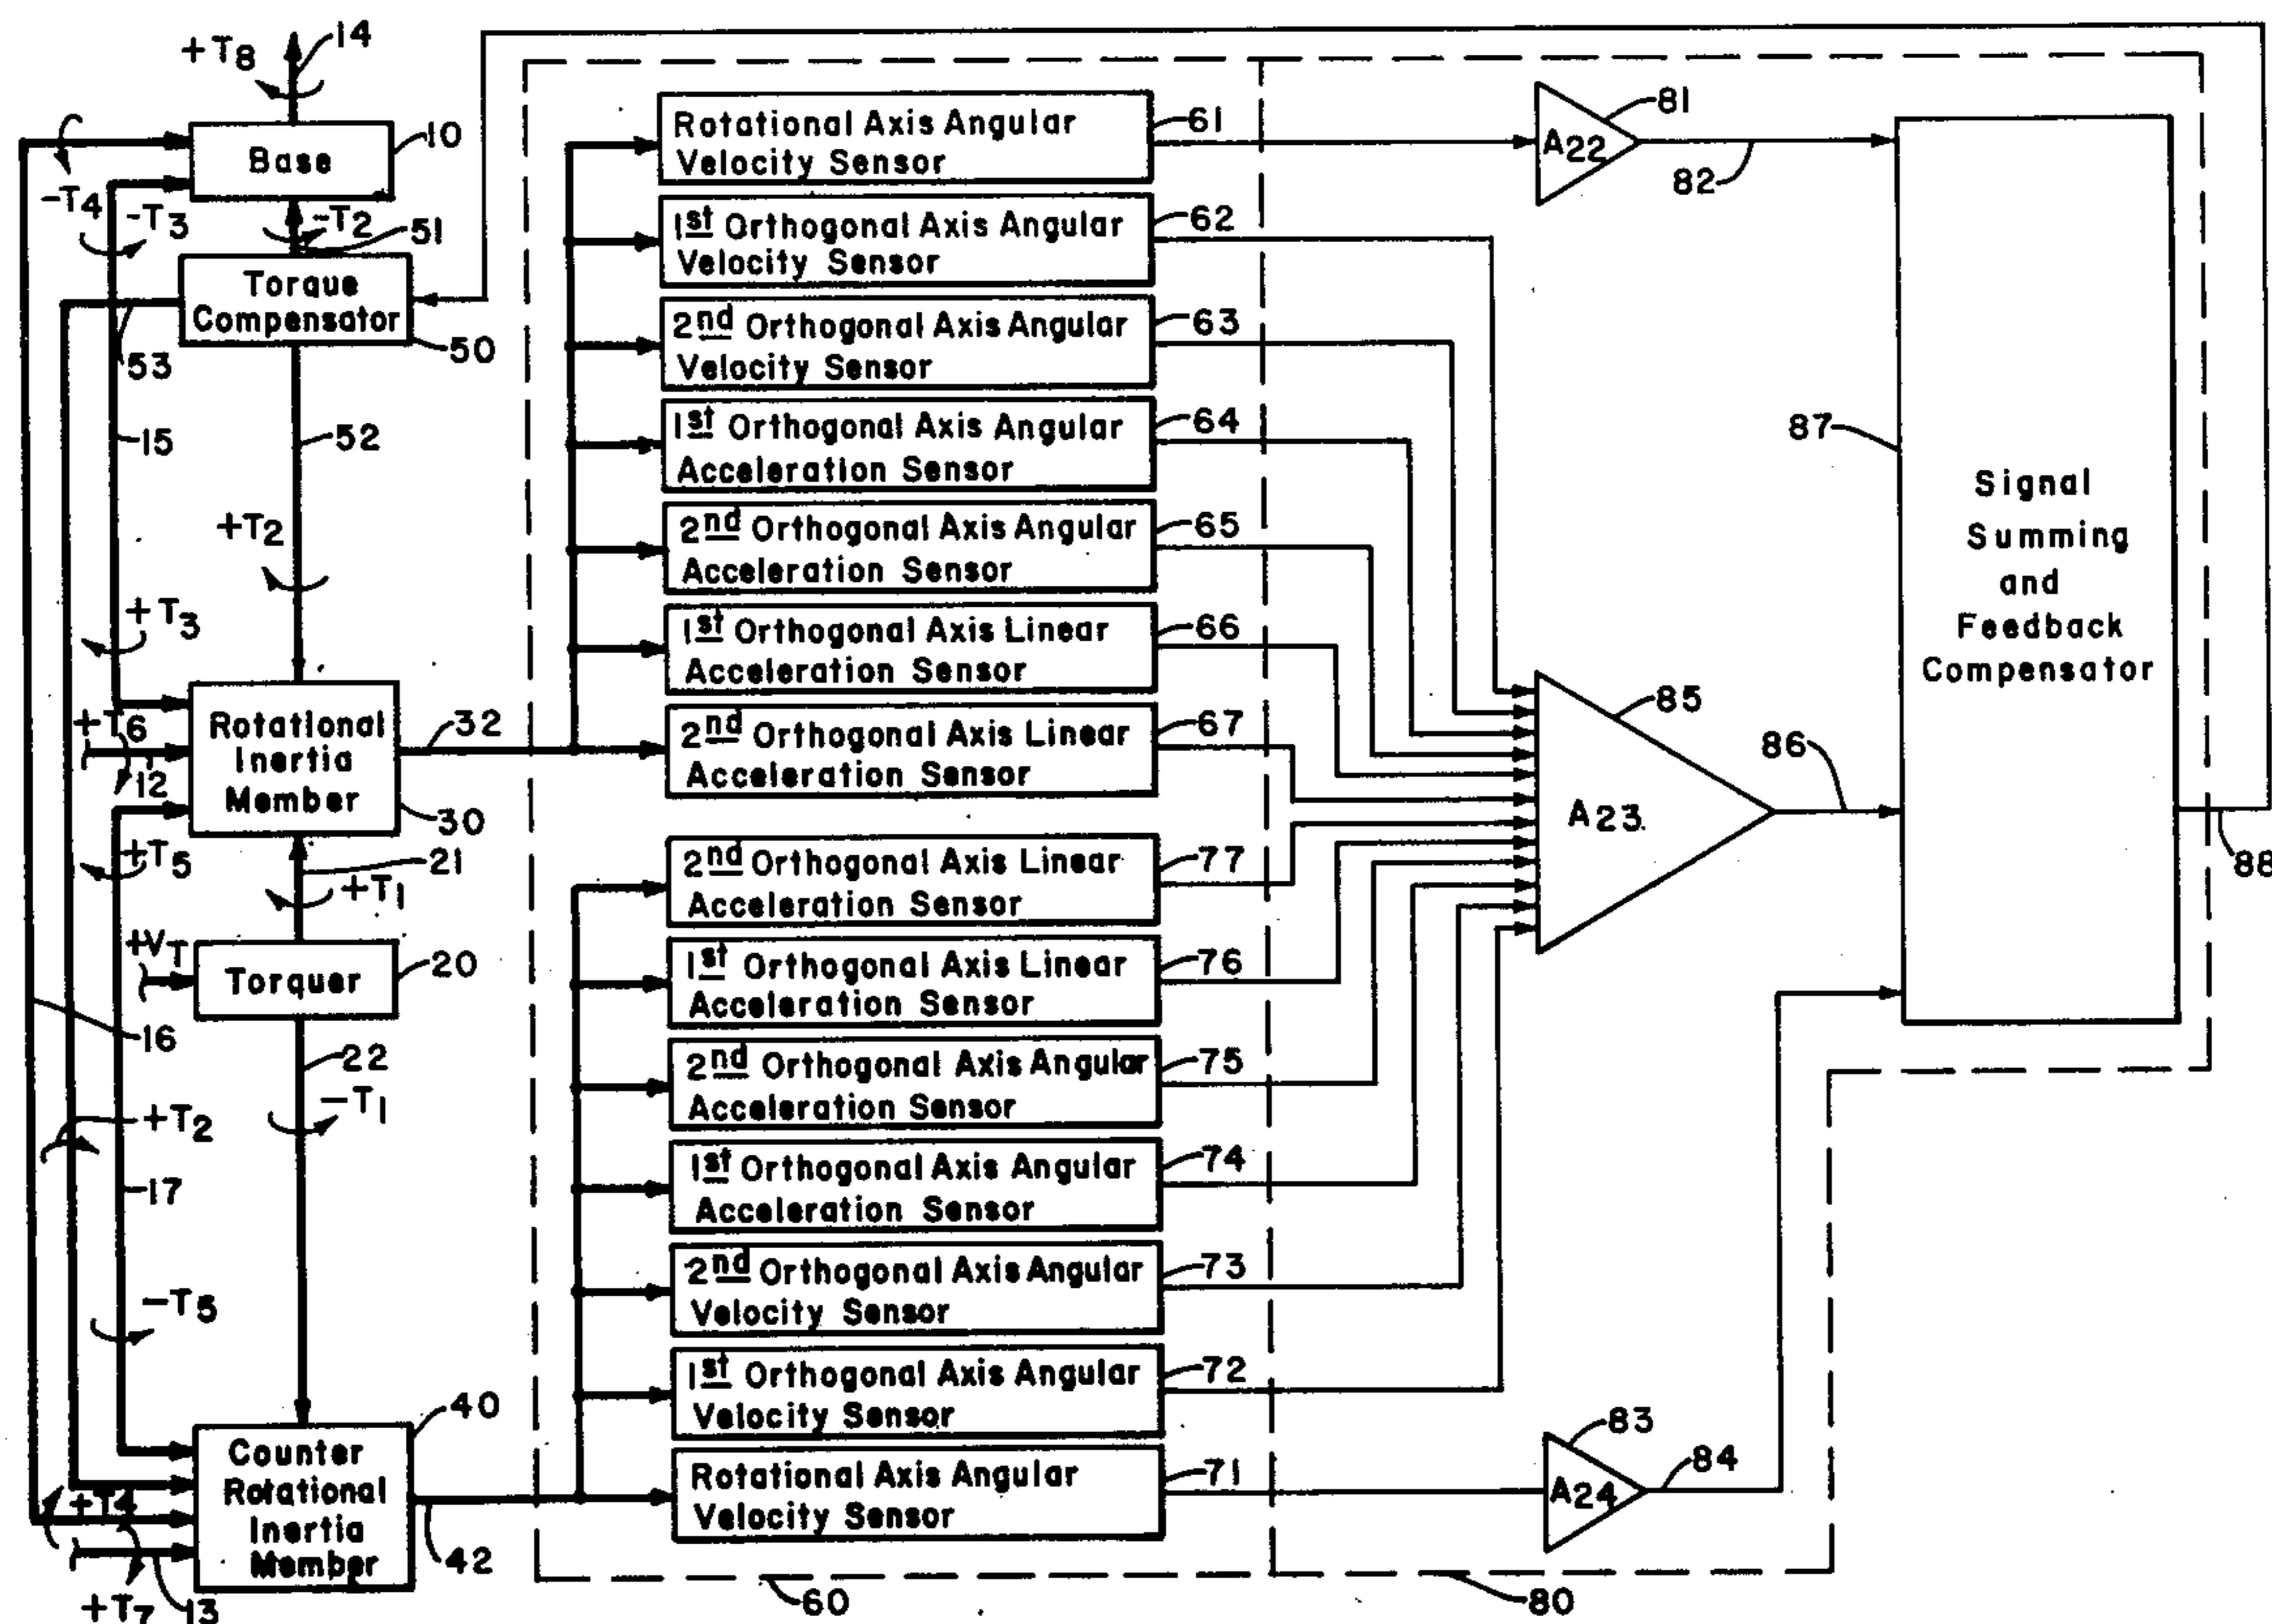 +T8
14
Base
10
-T4
-T3
-T2
51
Torque
Compensator
50
53
15
52
+T2
+T3
+T6
12
Rotational
Inertia
Member
30
32
+T5
21
+T1
+VT
Torquer
20
16
22
-T1
+T2
17
-T5
Counter
Rotational
Inertia
Member
40
42
+T4
+T7
13
Rotational Axis Angular
Velocity Sensor
61
1st Orthogonal Axis Angular
Velocity Sensor
62
2nd Orthogonal Axis Angular
Velocity Sensor
63
1st Orthogonal Axis Angular
Acceleration Sensor
64
2nd Orthogonal Axis Angular
Acceleration Sensor
65
1st Orthogonal Axis Linear
Acceleration Sensor
66
2nd Orthogonal Axis Linear
Acceleration Sensor
67
2nd Orthogonal Axis Linear
Acceleration Sensor
77
1st Orthogonal Axis Linear
Acceleration Sensor
76
2nd Orthogonal Axis Angular
Acceleration Sensor
75
1st Orthogonal Axis Angular
Acceleration Sensor
74
2nd Orthogonal Axis Angular
Velocity Sensor
73
1st Orthogonal Axis Angular
Velocity Sensor
72
Rotational Axis Angular
Velocity Sensor
71
60
80
A22
81
82
A23
85
86
A24
83
84
87
Signal
Summing
and
Feedback
Compensator
88